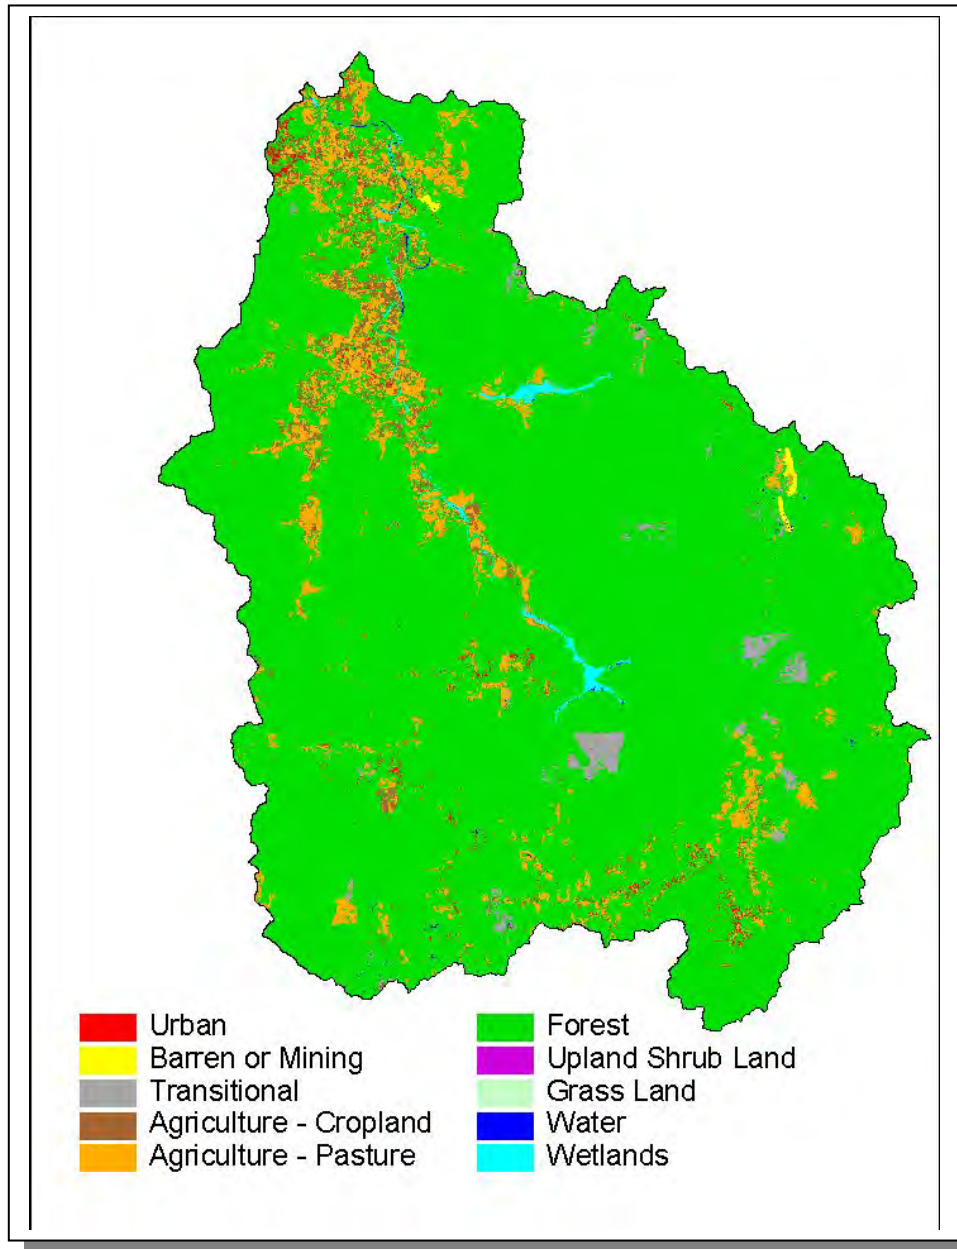 Urban
Barren or Mining
Transitional
Agriculture - Cropland
Agriculture - Pasture
Forest
Upland Shrub Land
Grass Land
Water
Wetlands